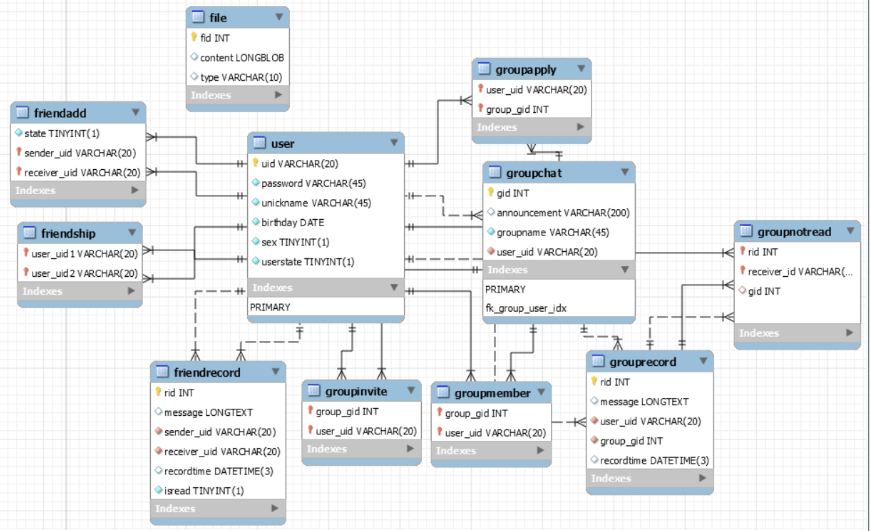 file
fid INT
content LONGBLOB
type VARCHAR(10)
Indexes
friendadd
state TINYINT(1)
sender_uid VARCHAR(20)
receiver_uid VARCHAR(20)
Indexes
friendship
user_uid1 VARCHAR(20)
user_uid2 VARCHAR(20)
Indexes
user
uid VARCHAR(20)
password VARCHAR(45)
unickname VARCHAR(45)
birthday DATE
sex TINYINT(1)
userstate TINYINT(1)
Indexes
PRIMARY
groupapply
user_uid VARCHAR(20)
group_gid INT
Indexes
groupchat
gid INT
announcement VARCHAR(200)
groupname VARCHAR(45)
user_uid VARCHAR(20)
Indexes
PRIMARY
fk_group_user_idx
groupnotread
rid INT
receiver_id VARCHAR(...
gid INT
Indexes
friendrecord
rid INT
message LONGTEXT
sender_uid VARCHAR(20)
receiver_uid VARCHAR(20)
recordtime DATETIME(3)
isread TINYINT(1)
Indexes
groupinvite
group_gid INT
user_uid VARCHAR(20)
Indexes
groupmember
group_gid INT
user_uid VARCHAR(20)
Indexes
grouprecord
rid INT
message LONGTEXT
user_uid VARCHAR(20)
group_gid INT
recordtime DATETIME(3)
Indexes